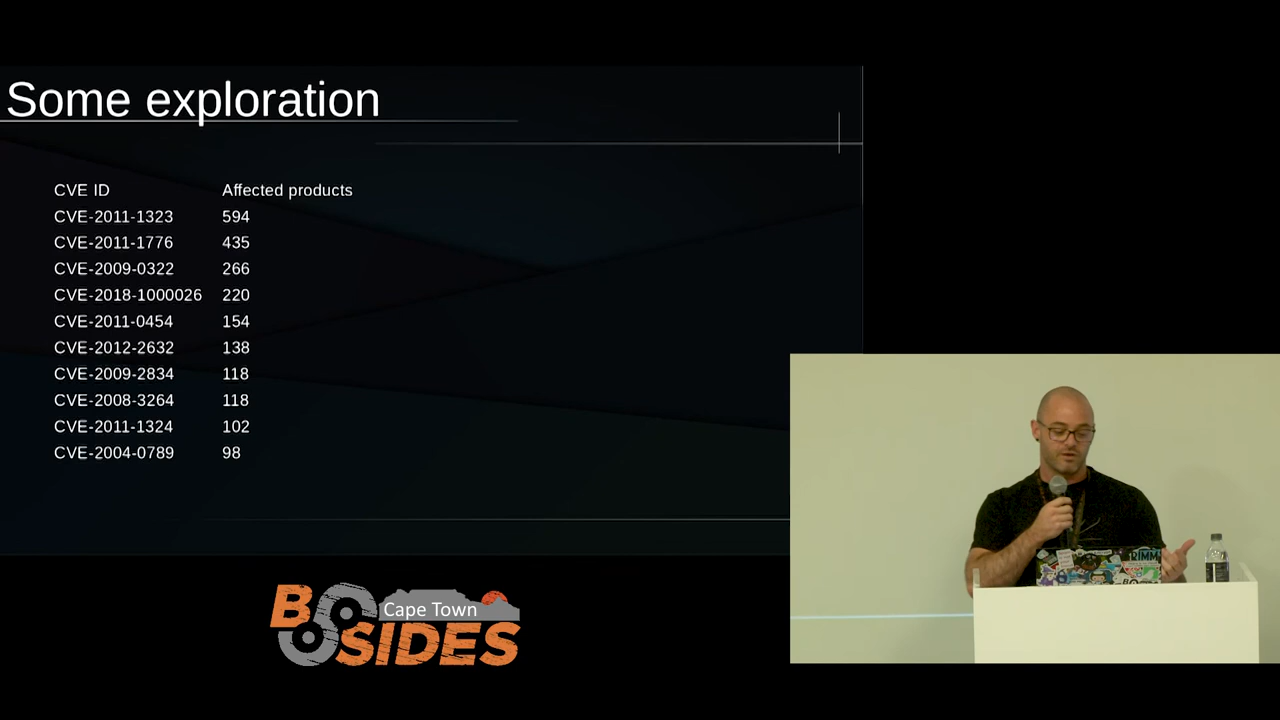 Some exploration
CVE ID Affected products
CVE-2011-1323 594
CVE-2011-1776 435
CVE-2009-0322 266
CVE-2018-1000026 220
CVE-2011-0454 154
CVE-2012-2632 138
CVE-2009-2834 118
CVE-2008-3264 118
CVE-2011-1324 102
CVE-2004-0789 98
Cape Town
BSIDES